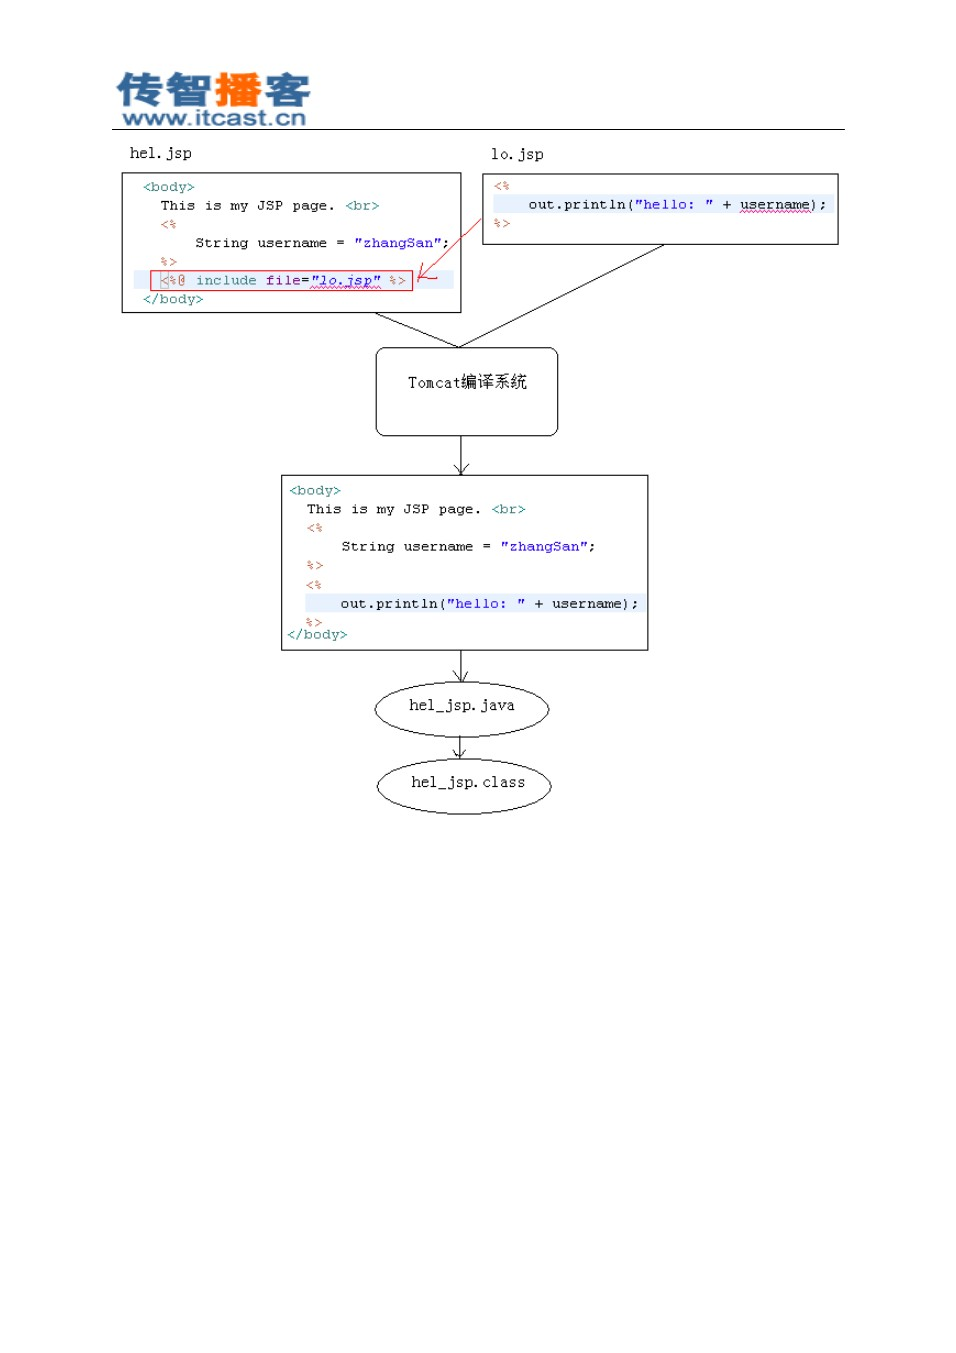 传智播客
www.itcast.cn
hel.jsp
<body>
This is my JSP page. <br>
<%
String username = "zhangSan";
%>
<%@ include file="lo.jsp" %>
</body>
lo.jsp
<%
out.println("hello: " + username);
%>
Tomcat编译系统
<body>
This is my JSP page. <br>
<%
String username = "zhangSan";
%>
<%
out.println("hello: " + username);
%>
</body>
hel_jsp.java
hel_jsp.class